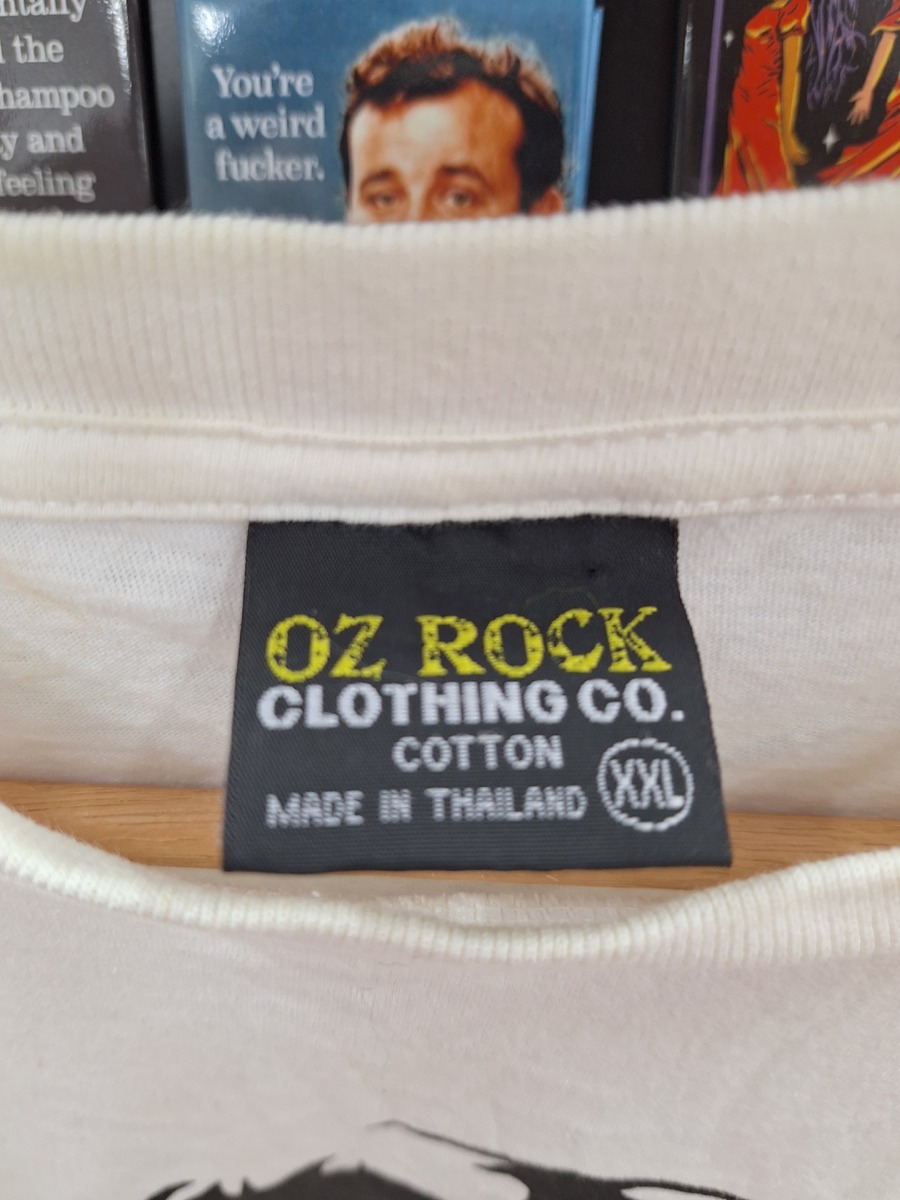 the
hampoo
y and
feeling
You're
a weird
fucker.
OZ ROCK
CLOTHING CO.
COTTON
MADE IN THAILAND
XXL